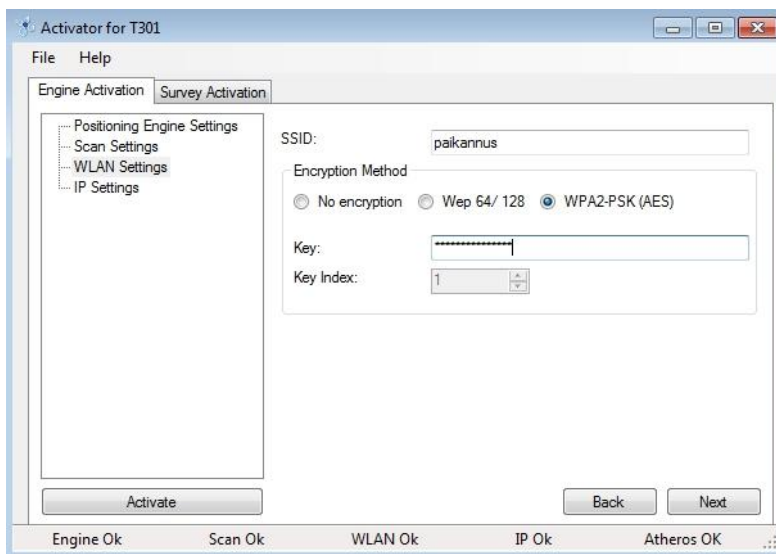 Activator for T301
File Help
Engine Activation Survey Activation
Positioning Engine Settings
Scan Settings
WLAN Settings
IP Settings
SSID: paikannus
Encryption Method
No encryption Wep 64/ 128 WPA2-PSK (AES)
Key: ***************
Key Index: 1
Activate Back Next
Engine Ok Scan Ok WLAN Ok IP Ok Atheros OK